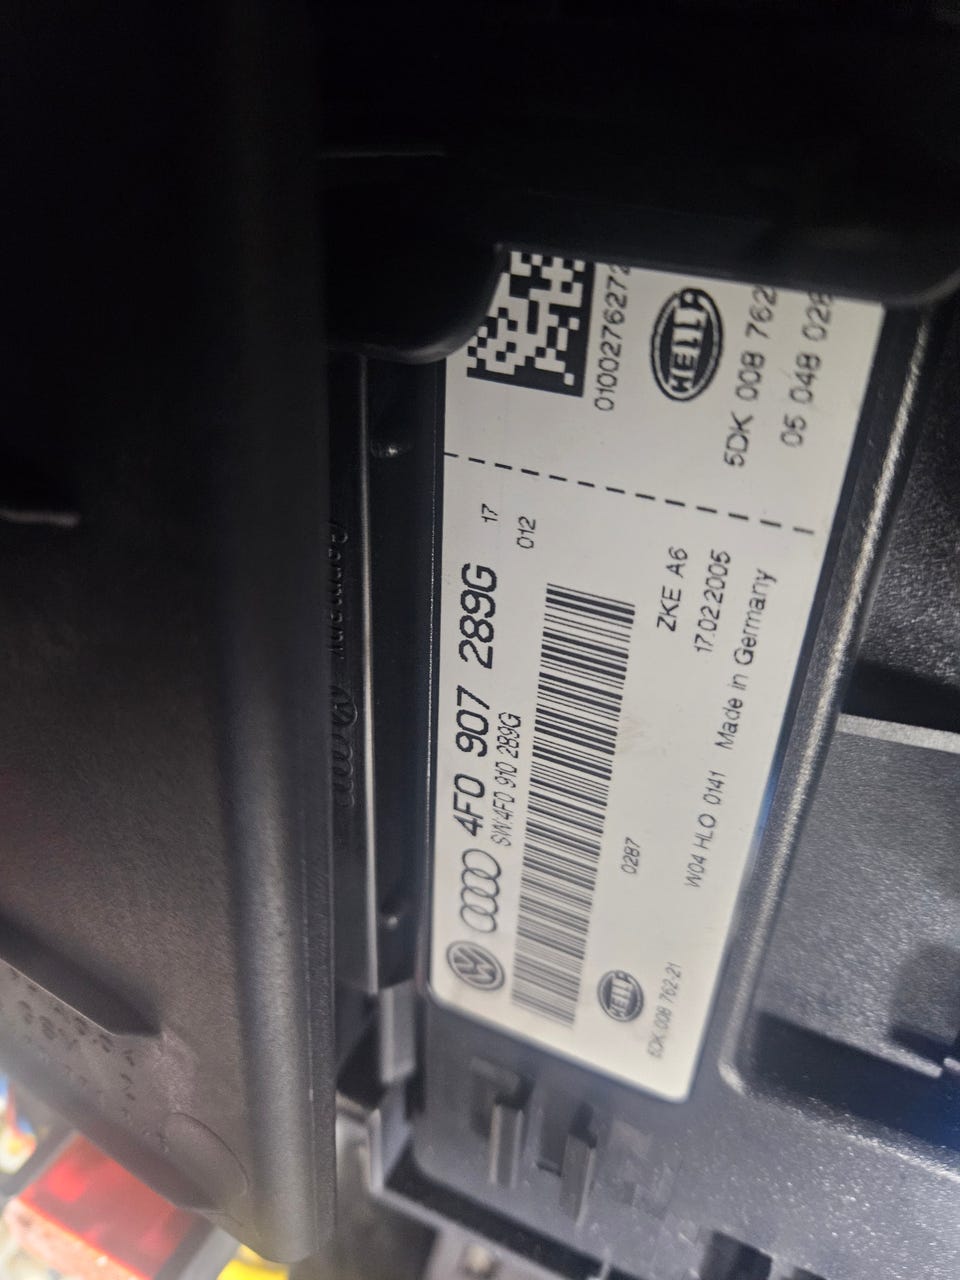 4F0 907 289G
17
SW:4F0 910 289G
012
0287
ZKE A6
HELLA
17.02.2005
5DK 008 762-21
W04 HLO 0141 Made in Germany
0100276272
HELLA
5DK 008 762
05 048 028